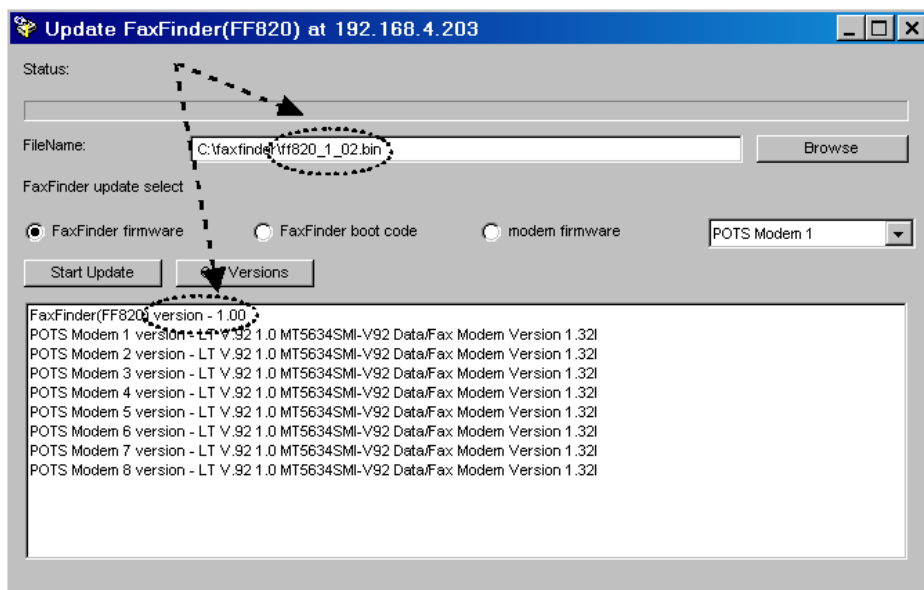 Update FaxFinder(FF820) at 192.168.4.203
Status:
FileName: C:\faxfinder\ff820_1_02.bin Browse
FaxFinder update select
FaxFinder firmware FaxFinder boot code modem firmware POTS Modem 1
Start Update Versions
FaxFinder(FF820) version - 1.00
POTS Modem 1 version - LT V.92 1.0 MT5634SMI-V92 Data/Fax Modem Version 1.32I
POTS Modem 2 version - LT V.92 1.0 MT5634SMI-V92 Data/Fax Modem Version 1.32I
POTS Modem 3 version - LT V.92 1.0 MT5634SMI-V92 Data/Fax Modem Version 1.32I
POTS Modem 4 version - LT V.92 1.0 MT5634SMI-V92 Data/Fax Modem Version 1.32I
POTS Modem 5 version - LT V.92 1.0 MT5634SMI-V92 Data/Fax Modem Version 1.32I
POTS Modem 6 version - LT V.92 1.0 MT5634SMI-V92 Data/Fax Modem Version 1.32I
POTS Modem 7 version - LT V.92 1.0 MT5634SMI-V92 Data/Fax Modem Version 1.32I
POTS Modem 8 version - LT V.92 1.0 MT5634SMI-V92 Data/Fax Modem Version 1.32I